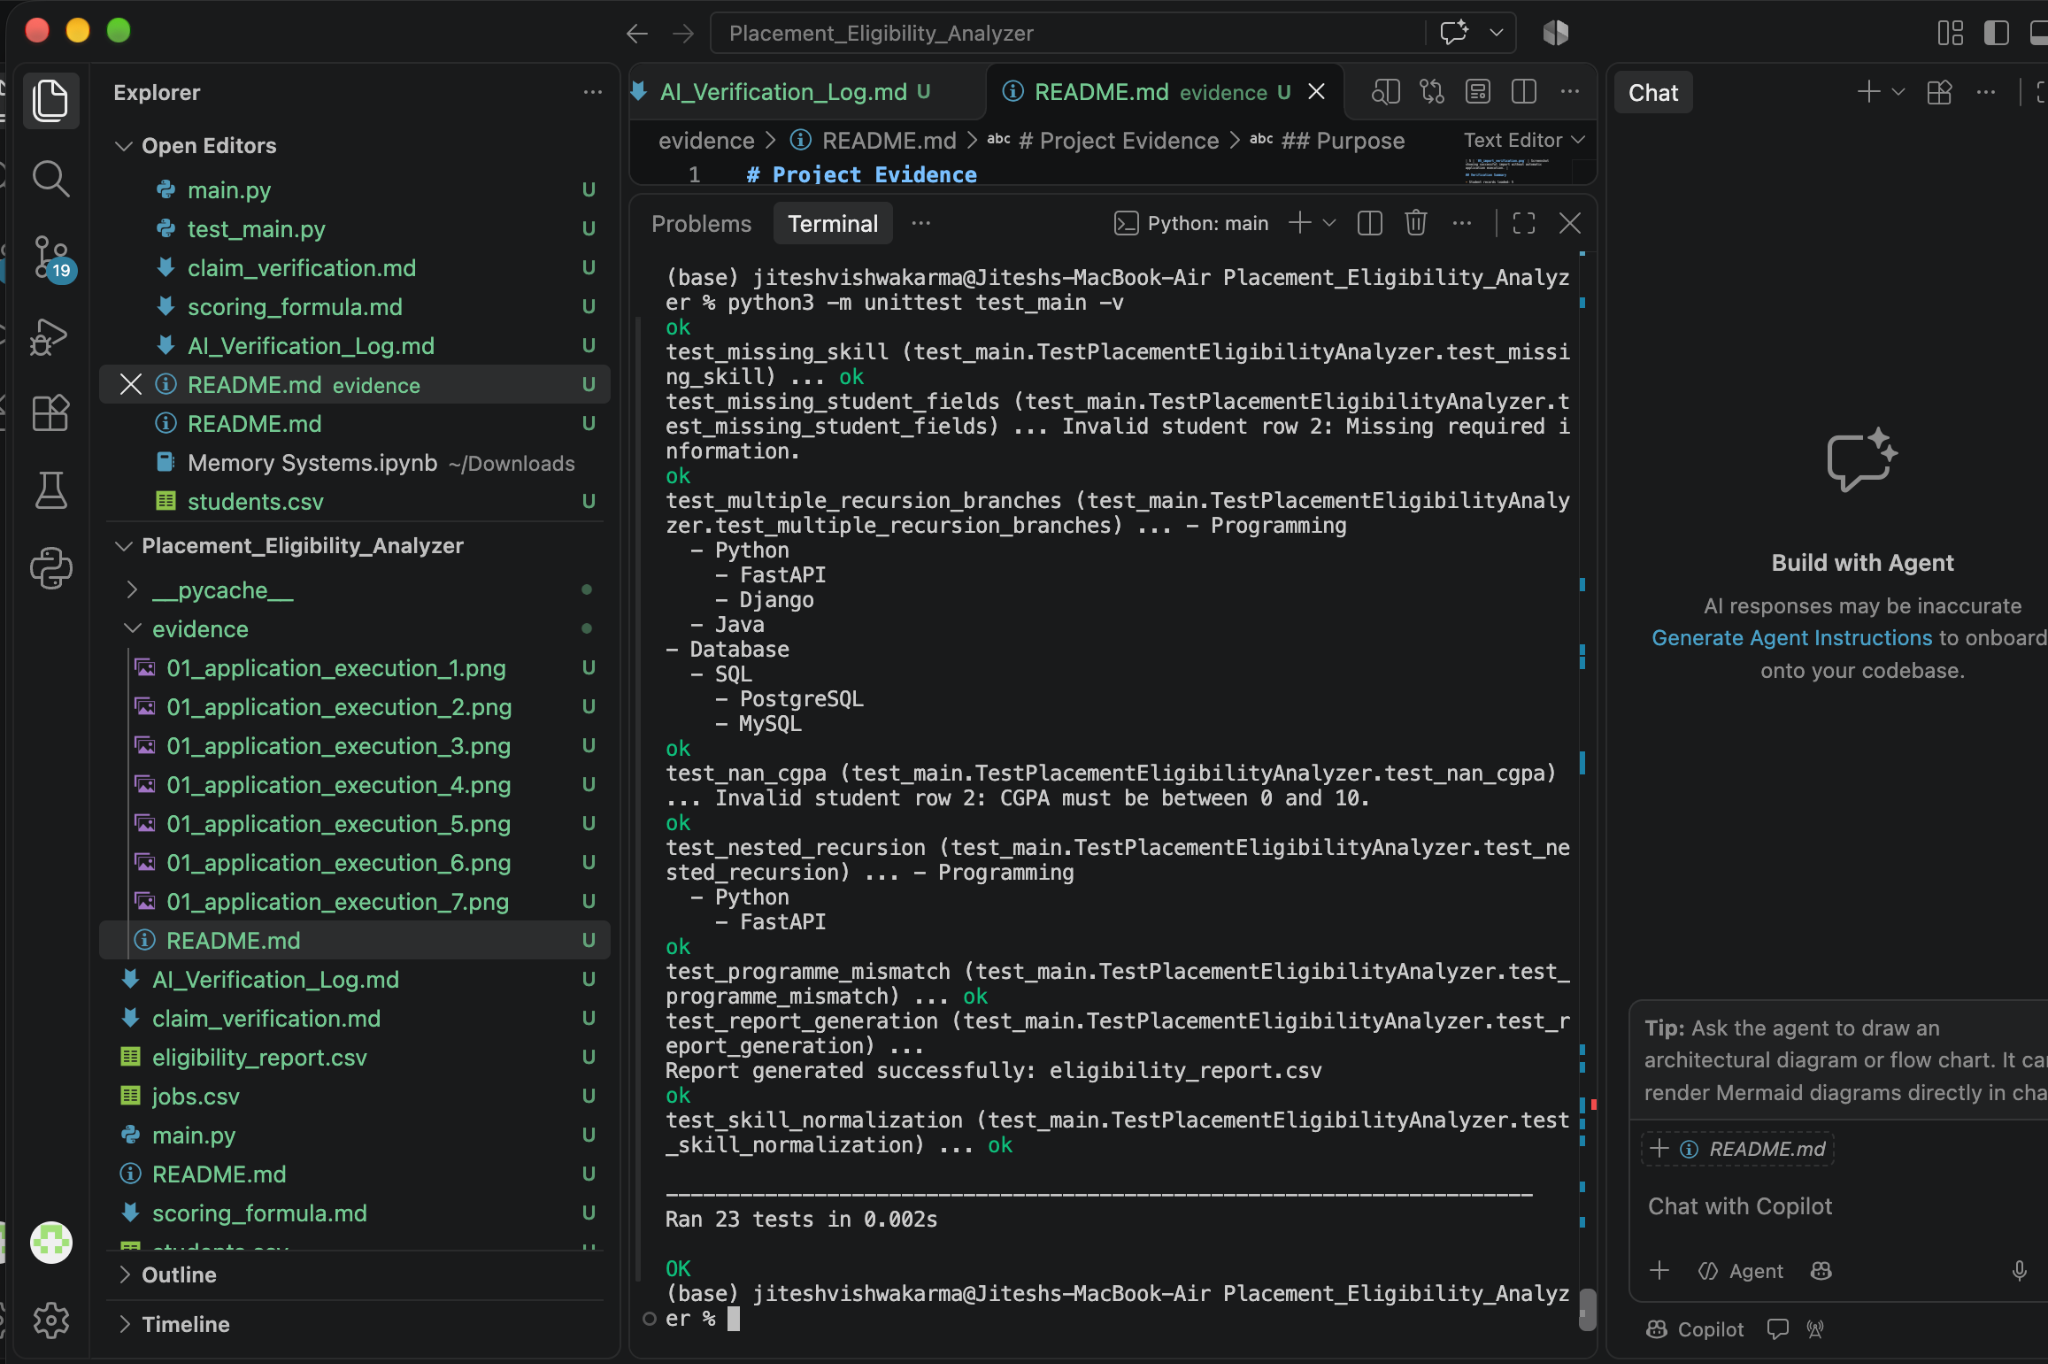 Placement_Eligibility_Analyzer
Explorer
Open Editors
main.py U
test_main.py U
claim_verification.md U
scoring_formula.md U
AI_Verification_Log.md U
README.md evidence U
README.md U
Memory Systems.ipynb ~/Downloads
students.csv U
19
Placement_Eligibility_Analyzer
__pycache__
evidence
01_application_execution_1.png U
01_application_execution_2.png U
01_application_execution_3.png U
01_application_execution_4.png U
01_application_execution_5.png U
01_application_execution_6.png U
01_application_execution_7.png U
README.md U
AI_Verification_Log.md U
claim_verification.md U
eligibility_report.csv U
jobs.csv U
main.py U
README.md U
scoring_formula.md U
students.csv U
Outline
Timeline
AI_Verification_Log.md U
README.md evidence U
evidence > README.md > abc # Project Evidence > abc ## Purpose
Text Editor
1 # Project Evidence
Problems
Terminal
Python: main
(base) jiteshvishwakarma@Jiteshs-MacBook-Air Placement_Eligibility_Analyz
er % python3 -m unittest test_main -v
ok
test_missing_skill (test_main.TestPlacementEligibilityAnalyzer.test_missi
ng_skill) ... ok
test_missing_student_fields (test_main.TestPlacementEligibilityAnalyzer.t
est_missing_student_fields) ... Invalid student row 2: Missing required i
nformation.
ok
test_multiple_recursion_branches (test_main.TestPlacementEligibilityAnaly
zer.test_multiple_recursion_branches) ... - Programming
- Python
- FastAPI
- Django
- Java
- Database
- SQL
- PostgreSQL
- MySQL
ok
test_nan_cgpa (test_main.TestPlacementEligibilityAnalyzer.test_nan_cgpa)
... Invalid student row 2: CGPA must be between 0 and 10.
ok
test_nested_recursion (test_main.TestPlacementEligibilityAnalyzer.test_ne
sted_recursion) ... - Programming
- Python
- FastAPI
ok
test_programme_mismatch (test_main.TestPlacementEligibilityAnalyzer.test_
programme_mismatch) ... ok
test_report_generation (test_main.TestPlacementEligibilityAnalyzer.test_r
eport_generation) ...
Report generated successfully: eligibility_report.csv
ok
test_skill_normalization (test_main.TestPlacementEligibilityAnalyzer.test
_skill_normalization) ... ok
----------------------------------------------------------------------
Ran 23 tests in 0.002s
OK
(base) jiteshvishwakarma@Jiteshs-MacBook-Air Placement_Eligibility_Analyz
er %
Chat
Build with Agent
AI responses may be inaccurate
Generate Agent Instructions to onboard
onto your codebase.
Tip: Ask the agent to draw an
architectural diagram or flow chart. It ca
render Mermaid diagrams directly in cha
README.md
Chat with Copilot
Agent
Copilot